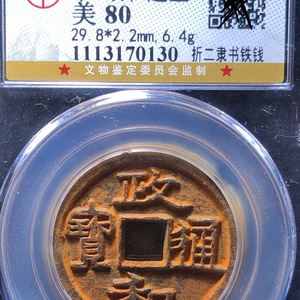 美 80
29.8*2.2mm, 6.4g
1113170130 折二隶书铁钱
★ 文物鉴定委员会监制 ★
政
寶 通
和